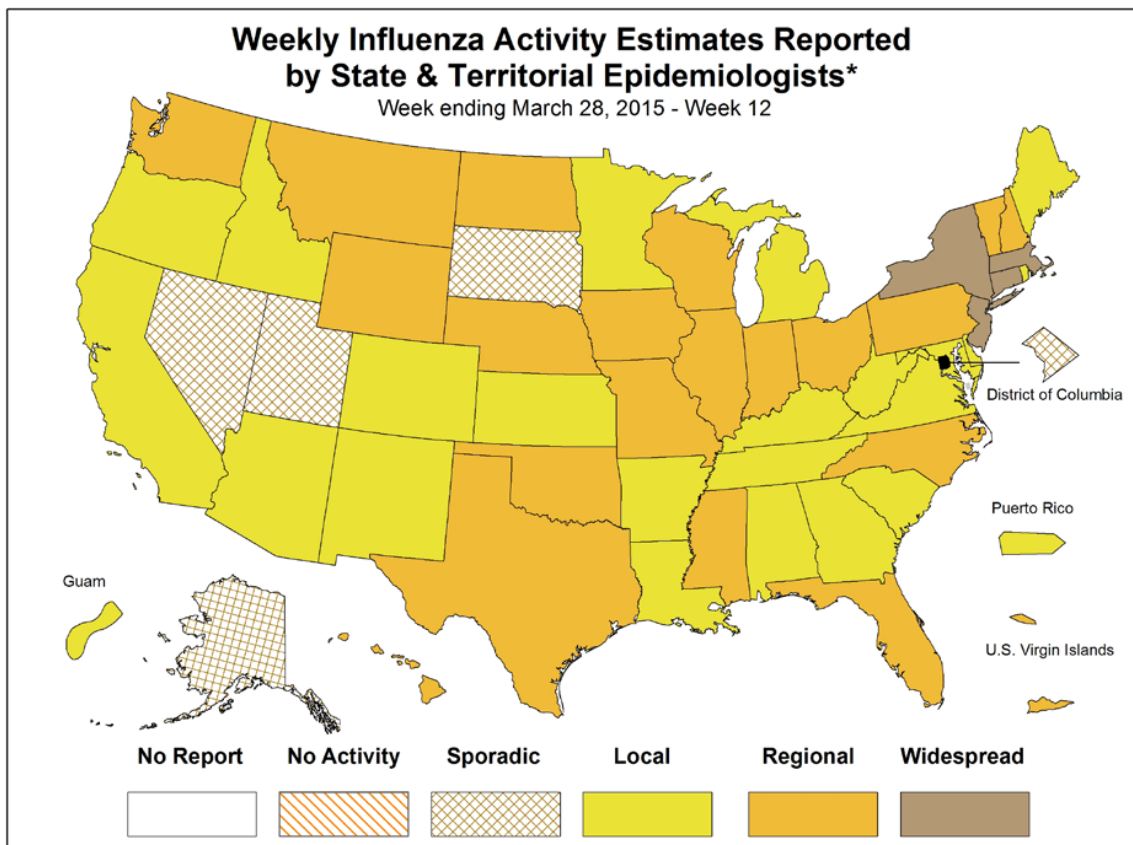 Weekly Influenza Activity Estimates Reported
by State & Territorial Epidemiologists*
Week ending March 28, 2015 - Week 12
District of Columbia
Puerto Rico
Guam
U.S. Virgin Islands
No Report No Activity Sporadic Local Regional Widespread